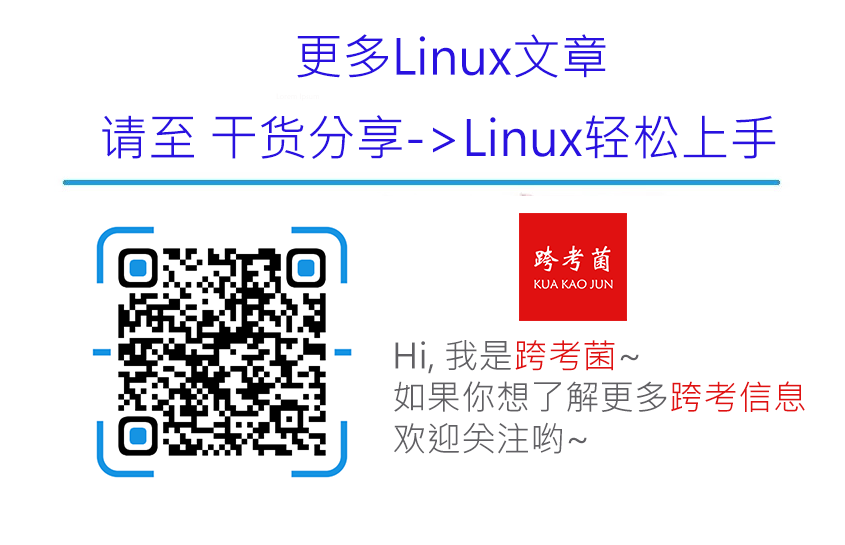 更多Linux文章
请至 干货分享->Linux轻松上手
跨考菌
KUA KAO JUN
Hi, 我是跨考菌~
如果你想了解更多跨考信息
欢迎关注哟~